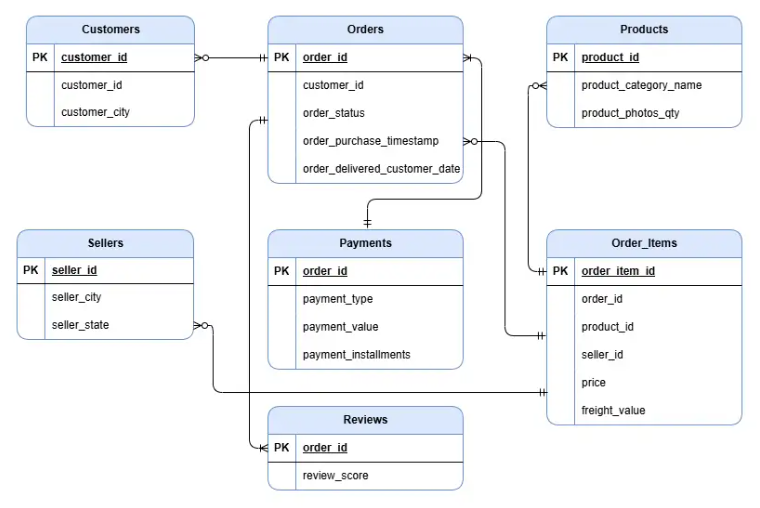 Customers
PK customer_id
customer_id
customer_city
Orders
PK order_id
customer_id
order_status
order_purchase_timestamp
order_delivered_customer_date
Products
PK product_id
product_category_name
product_photos_qty
Sellers
PK seller_id
seller_city
seller_state
Payments
PK order_id
payment_type
payment_value
payment_installments
Order_Items
PK order_item_id
order_id
product_id
seller_id
price
freight_value
Reviews
PK order_id
review_score